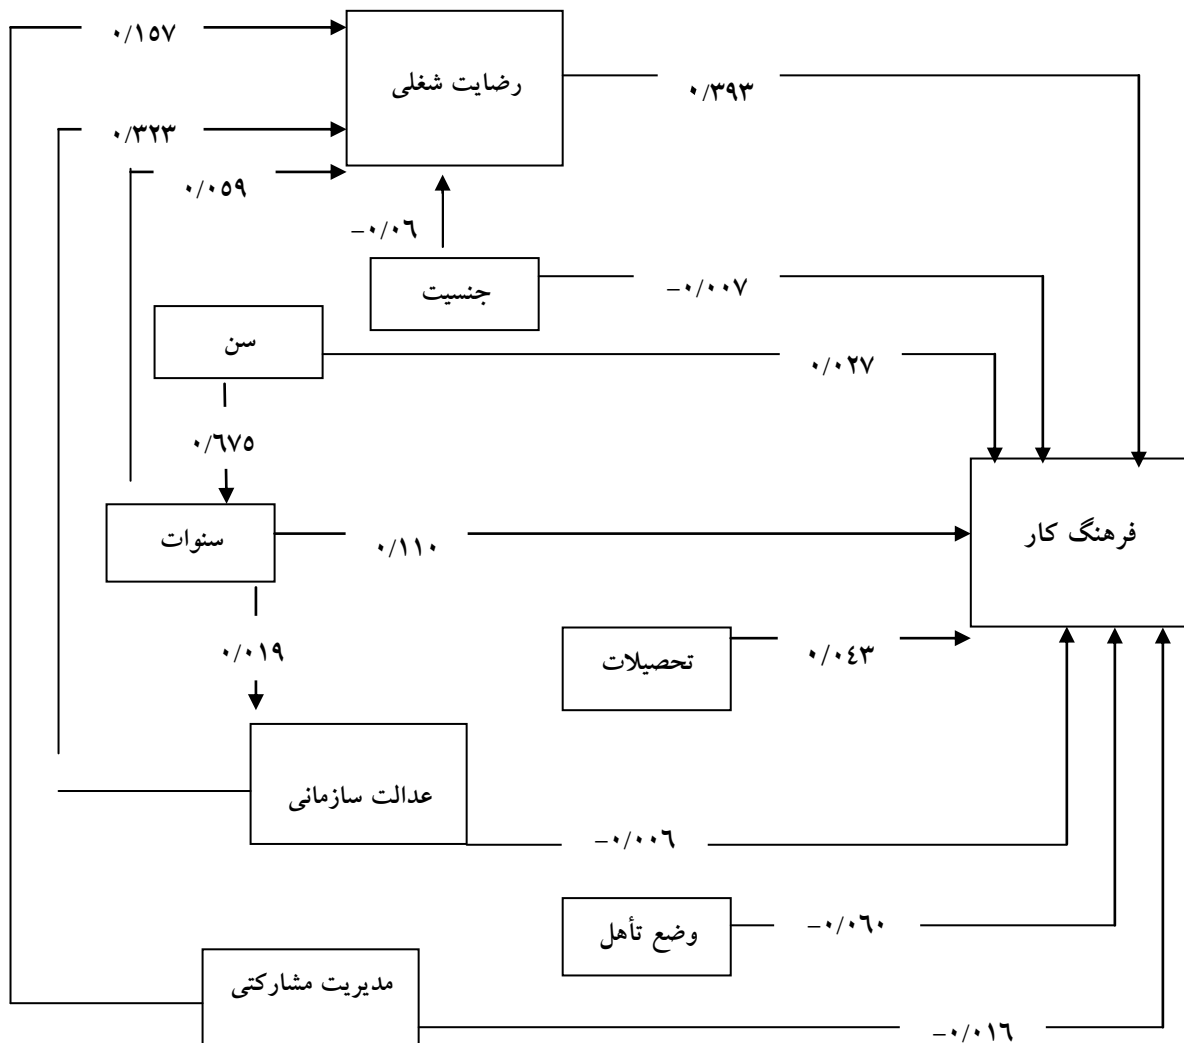 ۰/۱۵۷
رضایت شغلی
۰/۳۹۳
۰/۳۲۳
۰/۰۵۹
-۰/۰۶
جنسیت
-۰/۰۰۷
سن
۰/۰۲۷
۰/۶۷۵
فرهنگ کار
سنوات
۰/۱۱۰
۰/۰۱۹
تحصیلات
۰/۰۴۳
عدالت سازمانی
-۰/۰۰۶
وضع تأهل
-۰/۰۶۰
مدیریت مشارکتی
-۰/۰۱۶